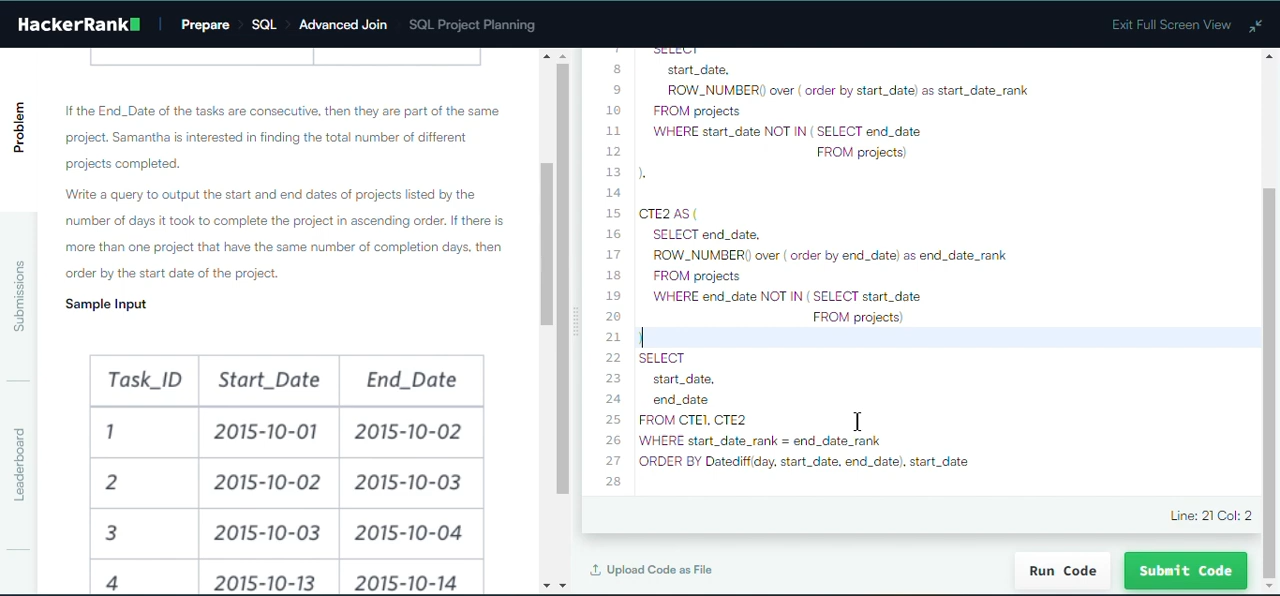 HackerRank | Prepare > SQL > Advanced Join > SQL Project Planning Exit Full Screen View
Problem
Submissions
Leaderboard
If the End_Date of the tasks are consecutive, then they are part of the same
project. Samantha is interested in finding the total number of different
projects completed.
Write a query to output the start and end dates of projects listed by the
number of days it took to complete the project in ascending order. If there is
more than one project that have the same number of completion days, then
order by the start date of the project.
Sample Input
Task_ID Start_Date End_Date
1 2015-10-01 2015-10-02
2 2015-10-02 2015-10-03
3 2015-10-03 2015-10-04
4 2015-10-13 2015-10-14
7 SELECT
8 start_date,
9 ROW_NUMBER() over ( order by start_date) as start_date_rank
10 FROM projects
11 WHERE start_date NOT IN ( SELECT end_date
12 FROM projects)
13 ),
14
15 CTE2 AS (
16 SELECT end_date,
17 ROW_NUMBER() over ( order by end_date) as end_date_rank
18 FROM projects
19 WHERE end_date NOT IN ( SELECT start_date
20 FROM projects)
21 )
22 SELECT
23 start_date,
24 end_date
25 FROM CTE1, CTE2
26 WHERE start_date_rank = end_date_rank
27 ORDER BY Datediff(day, start_date, end_date), start_date
28
Line: 21 Col: 2
Upload Code as File
Run Code
Submit Code